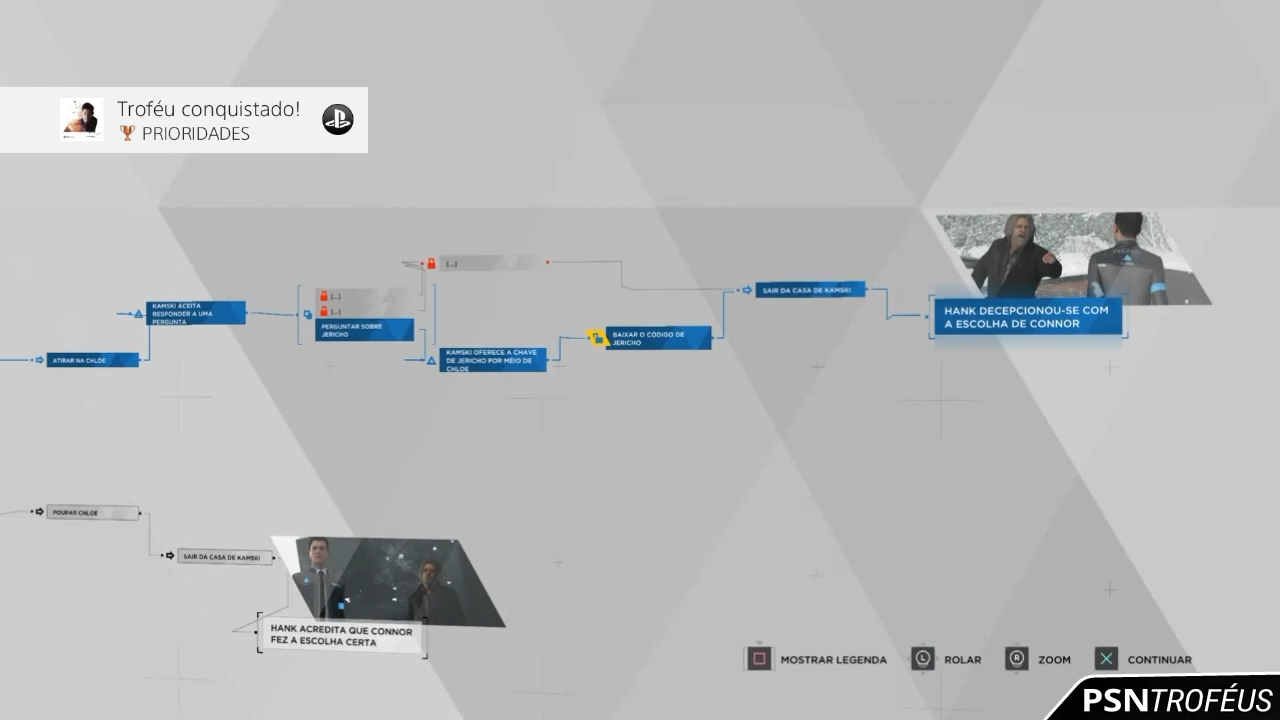 Troféu conquistado!
PRIORIDADES
KAMSKI ACEITA
RESPONDER A UMA
PERGUNTA
ATIRAR NA CHLOE
[...]
[...]
PERGUNTAR SOBRE
JERICHO
[...]
KAMSKI OFERECE A CHAVE
DE JERICHO POR MEIO DE
CHLOE
BAIXAR O CÓDIGO DE
JERICHO
SAIR DA CASA DE KAMSKI
HANK DECEPCIONOU-SE COM
A ESCOLHA DE CONNOR
POUPAR CHLOE
SAIR DA CASA DE KAMSKI
HANK ACREDITA QUE CONNOR
FEZ A ESCOLHA CERTA
MOSTRAR LEGENDA
L ROLAR
R ZOOM
CONTINUAR
PSNTROFÉUS